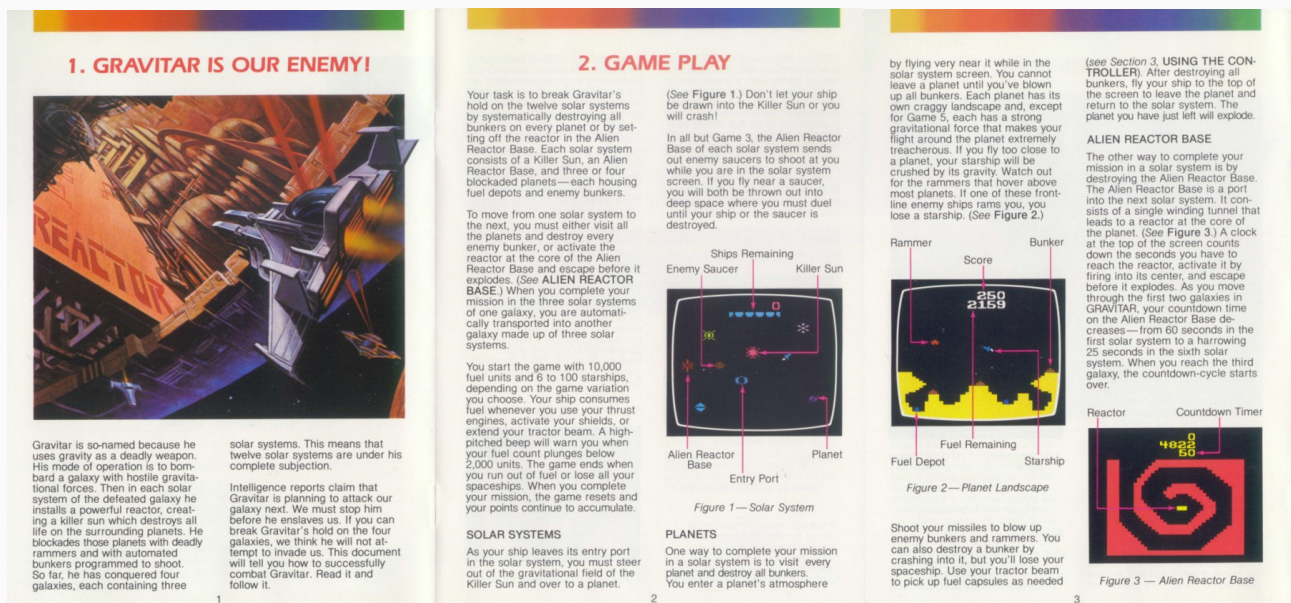 1. GRAVITAR IS OUR ENEMY!
REACTOR
Gravitar is so-named because he
uses gravity as a deadly weapon.
His mode of operation is to bom-
bard a galaxy with hostile gravita-
tional forces. Then in each solar
system of the defeated galaxy he
installs a powerful reactor, creat-
ing a killer sun which destroys all
life on the surrounding planets. He
blockades those planets with deadly
rammers and with automated
bunkers programmed to shoot.
So far, he has conquered four
galaxies, each containing three
solar systems. This means that
twelve solar systems are under his
complete subjection.
Intelligence reports claim that
Gravitar is planning to attack our
galaxy next. We must stop him
before he enslaves us. If you can
break Gravitar's hold on the four
galaxies, we think he will not at-
tempt to invade us. This document
will tell you how to successfully
combat Gravitar. Read it and
follow it.
1
2. GAME PLAY
Your task is to break Gravitar's
hold on the twelve solar systems
by systematically destroying all
bunkers on every planet or by set-
ting off the reactor in the Alien
Reactor Base. Each solar system
consists of a Killer Sun, an Alien
Reactor Base, and three or four
blockaded planets—each housing
fuel depots and enemy bunkers.
To move from one solar system to
the next, you must either visit all
the planets and destroy every
enemy bunker, or activate the
reactor at the core of the Alien
Reactor Base and escape before it
explodes. (See ALIEN REACTOR
BASE.) When you complete your
mission in the three solar systems
of one galaxy, you are automati-
cally transported into another
galaxy made up of three solar
systems.
You start the game with 10,000
fuel units and 6 to 100 starships,
depending on the game variation
you choose. Your ship consumes
fuel whenever you use your thrust
engines, activate your shields, or
extend your tractor beam. A high-
pitched beep will warn you when
your fuel count plunges below
2,000 units. The game ends when
you run out of fuel or lose all your
spaceships. When you complete
your mission, the game resets and
your points continue to accumulate.
SOLAR SYSTEMS
As your ship leaves its entry port
in the solar system, you must steer
out of the gravitational field of the
Killer Sun and over to a planet.
(See Figure 1.) Don't let your ship
be drawn into the Killer Sun or you
will crash!
In all but Game 3, the Alien Reactor
Base of each solar system sends
out enemy saucers to shoot at you
while you are in the solar system
screen. If you fly near a saucer,
you will both be thrown out into
deep space where you must duel
until your ship or the saucer is
destroyed.
Ships Remaining
Enemy Saucer Killer Sun
0
Alien Reactor Base
Planet
Entry Port
Figure 1—Solar System
PLANETS
One way to complete your mission
in a solar system is to visit every
planet and destroy all bunkers.
You enter a planet's atmosphere
2
by flying very near it while in the
solar system screen. You cannot
leave a planet until you've blown
up all bunkers. Each planet has its
own craggy landscape and, except
for Game 5, each has a strong
gravitational force that makes your
flight around the planet extremely
treacherous. If you fly too close to
a planet, your starship will be
crushed by its gravity. Watch out
for the rammers that hover above
most planets. If one of these front-
line enemy ships rams you, you
lose a starship. (See Figure 2.)
Rammer Bunker
Score
250
2159
Fuel Remaining
Fuel Depot Starship
Figure 2—Planet Landscape
Shoot your missiles to blow up
enemy bunkers and rammers. You
can also destroy a bunker by
crashing into it, but you'll lose your
spaceship. Use your tractor beam
to pick up fuel capsules as needed
(see Section 3, USING THE CON-
TROLLER). After destroying all
bunkers, fly your ship to the top of
the screen to leave the planet and
return to the solar system. The
planet you have just left will explode.
ALIEN REACTOR BASE
The other way to complete your
mission in a solar system is by
destroying the Alien Reactor Base.
The Alien Reactor Base is a port
into the next solar system. It con-
sists of a single winding tunnel that
leads to a reactor at the core of
the planet. (See Figure 3.) A clock
at the top of the screen counts
down the seconds you have to
reach the reactor, activate it by
firing into its center, and escape
before it explodes. As you move
through the first two galaxies in
GRAVITAR, your countdown time
on the Alien Reactor Base de-
creases—from 60 seconds in the
first solar system to a harrowing
25 seconds in the sixth solar
system. When you reach the third
galaxy, the countdown-cycle starts
over.
Reactor Countdown Timer
0
4822
50
Figure 3 — Alien Reactor Base
3